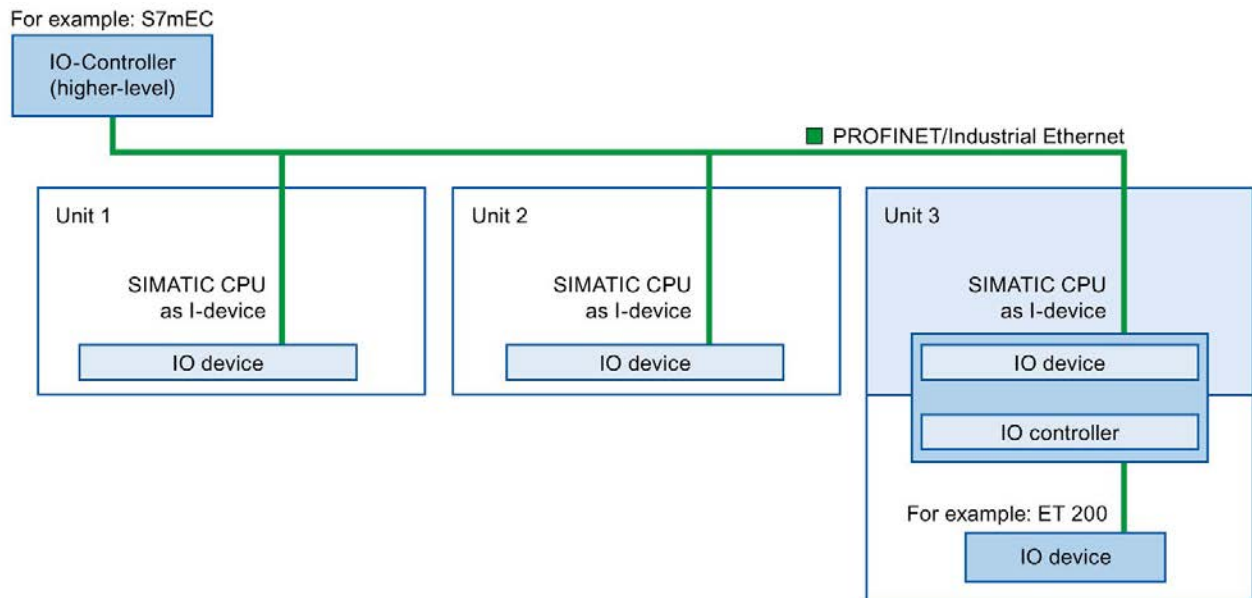 For example: S7mEC
IO-Controller
(higher-level)
PROFINET/Industrial Ethernet
Unit 1
SIMATIC CPU
as I-device
IO device
Unit 2
SIMATIC CPU
as I-device
IO device
Unit 3
SIMATIC CPU
as I-device
IO device
IO controller
For example: ET 200
IO device